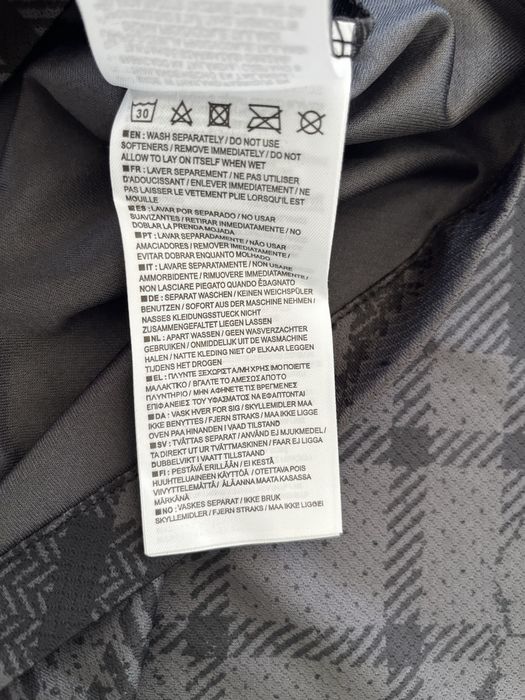 30
■EN : WASH SEPARATELY / DO NOT USE
SOFTENERS / REMOVE IMMEDIATELY / DO NOT
ALLOW TO LAY ON ITSELF WHEN WET
■FR : LAVER SEPAREMENT / NE PAS UTILISER
D'ADOUCISSANT / ENLEVER IMMEDIATEMENT / NE
PAS LAISSER LE VETEMENT PLIE LORSQU'IL EST
MOUILLE
■ES : LAVAR POR SEPARADO / NO USAR
SUAVIZANTES / RETIRAR INMEDIATAMENTE / NO
DOBLAR LA PRENDA MOJADA
■PT : LAVAR SEPARADAMENTE / NÃO USAR
AMACIADORES / REMOVER IMEDIATAMENTE /
EVITAR DOBRAR ENQUANTO MOLHADO
■IT : LAVARE SEPARATAMENTE / NON USARE
AMMORBIDENTE / RIMUOVERE IMMEDIATAMENTE /
NON LASCIARE PIEGATO QUANDO ÈBAGNATO
■DE : SEPARAT WASCHEN / KEINEN WEICHSPÜLER
BENUTZEN / SOFORT AUS DER MACHINE NEHMEN /
NASSES KLEIDUNGSSTUECK NICHT
ZUSAMMENGEFALTET LIEGEN LASSEN
■NL : APART WASSEN / GEEN WASVERZACHTER
GEBRUIKEN / ONMIDDELIJK UIT DE WASMACHINE
HALEN / NATTE KLEDING NIET OP ELKAAR LEGGEN
TIJDENS HET DROGEN
■EL : ΠΛΥΝΤΕ ΞΕΧΩΡΙΣΤΑ/ΜΗ ΧΡΗΣΙΜΟΠΟΙΕΙΤΕ
ΜΑΛΑΚΤΙΚΟ / ΒΓΑΛΤΕ ΤΟ ΑΜΕΣΩΣ ΑΠΟ ΤΟ
ΠΛΥΝΤΗΡΙΟ / ΜΗΝ ΑΦΗΝΕΤΕ ΤΙΣ ΒΡΕΓΜΕΝΕΣ
ΕΠΙΦΑΝΕΙΕΣ ΤΟΥ ΥΦΑΣΜΑΤΟΣ ΝΑ ΕΦΑΠΤΟΝΤΑΙ
■DA : VASK HVER FOR SIG / SKYLLEMIDLER MAA
IKKE BENYTTES / FJERN STRAKS / MAA IKKE LIGGE
OVEN PAA HINANDEN I VAAD TILSTAND
■SV : TVÄTTAS SEPARAT / ANVÄND EJ MJUKMEDEL /
TA DIREKT UT UR TVÄTTMASKINEN / FAAR EJ LIGGA
DUBBELVIKT I VAATT TILLSTAND
■FI : PESTÄVÄ ERILLÄÄN / EI KESTÄ
HUUHTELUAINEEN KÄYTTÖÄ / OTETTAVA POIS
VIIVYTTELEMÄTTÄ / ÄLÄANNA MAATA KASASSA
MÄRKÄNÄ
■NO : VASKES SEPARAT / IKKE BRUK
SKYLLEMIDLER / FJERN STRAKS / MAA IKKE LIGGEI